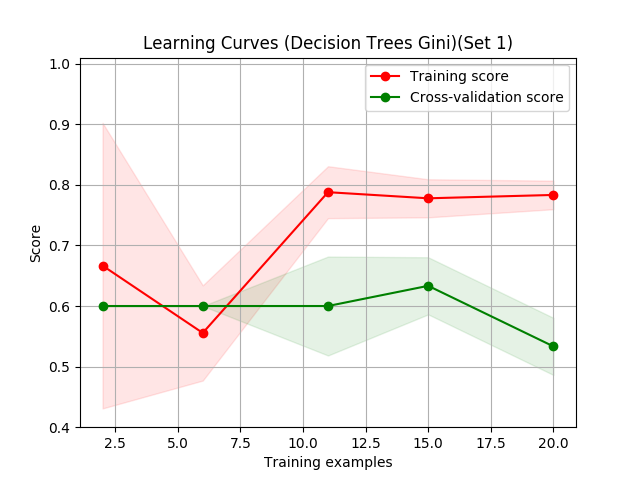 Learning Curves (Decision Trees Gini)(Set 1)
Training score
Cross-validation score
1.0
0.9
0.8
0.7
0.6
0.5
0.4
Score
2.5 5.0 7.5 10.0 12.5 15.0 17.5 20.0
Training examples